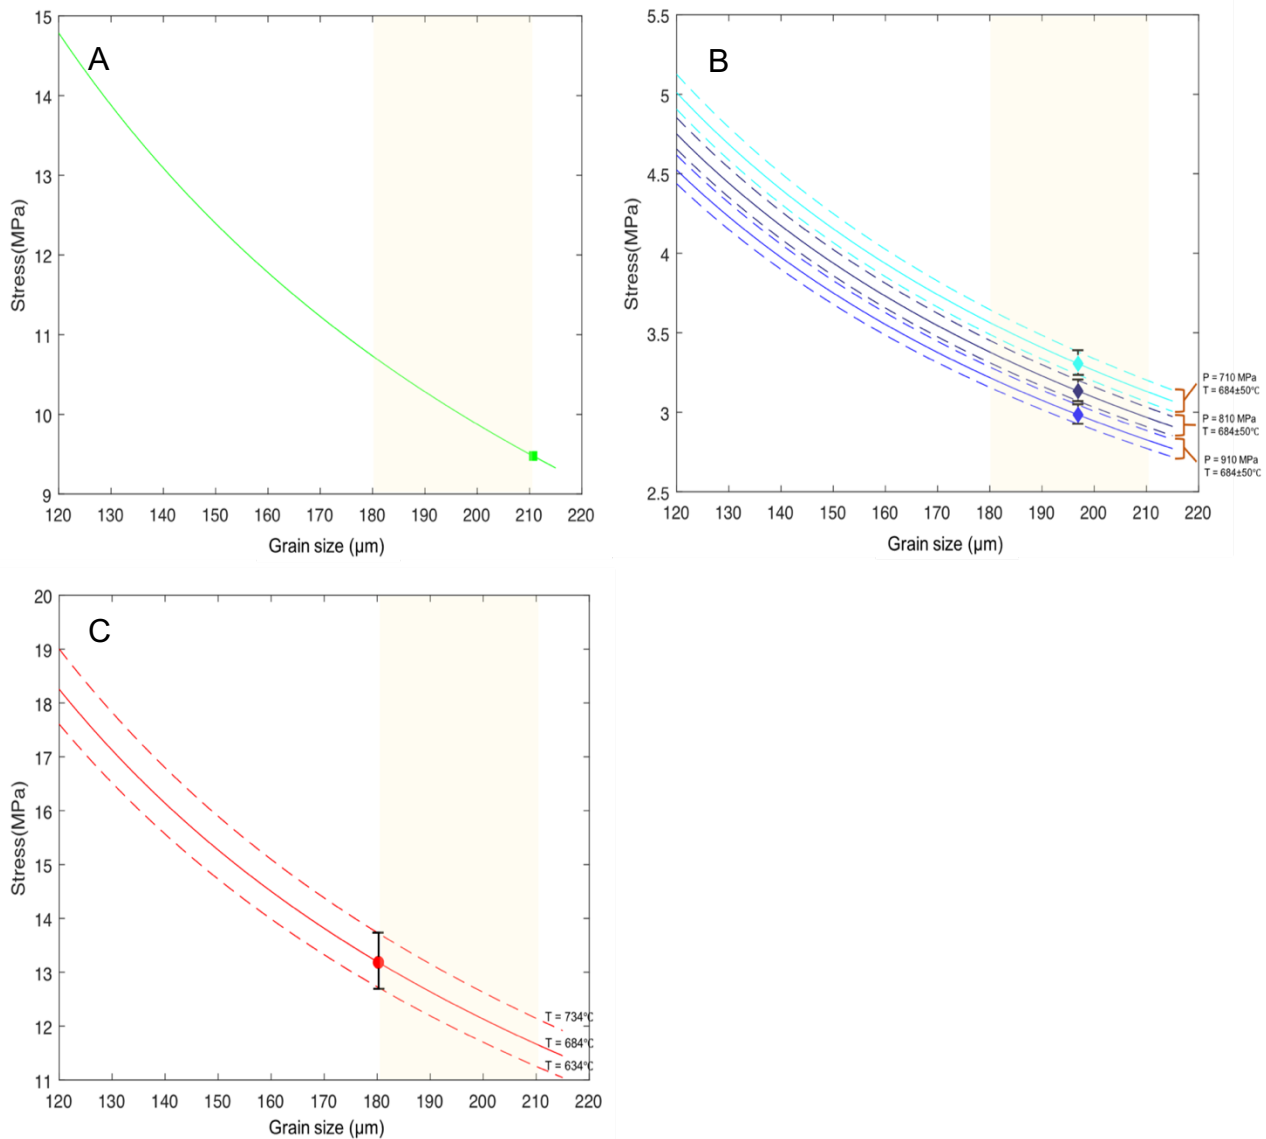 A
15
14
13
12
11
10
9
Stress(MPa)
120 130 140 150 160 170 180 190 200 210 220
Grain size (µm)
B
5.5
5
4.5
4
3.5
3
2.5
Stress(MPa)
120 130 140 150 160 170 180 190 200 210 220
Grain size (µm)
P = 710 MPa
T = 684±50°C
P = 810 MPa
T = 684±50°C
P = 910 MPa
T = 684±50°C
C
20
19
18
17
16
15
14
13
12
11
Stress(MPa)
120 130 140 150 160 170 180 190 200 210 220
Grain size (µm)
T = 734°C
T = 684°C
T = 634°C